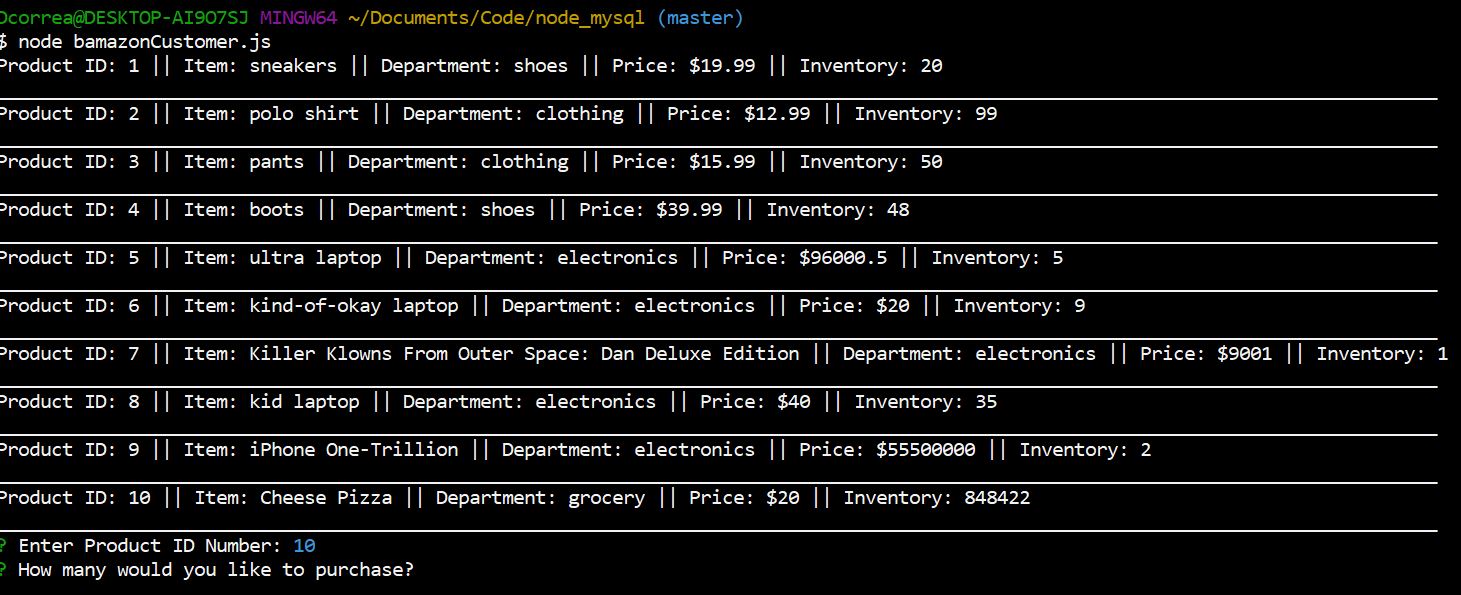 Dcorrea@DESKTOP-AI9O7SJ MINGW64 ~/Documents/Code/node_mysql (master)
$ node bamazonCustomer.js
Product ID: 1 || Item: sneakers || Department: shoes || Price: $19.99 || Inventory: 20
Product ID: 2 || Item: polo shirt || Department: clothing || Price: $12.99 || Inventory: 99
Product ID: 3 || Item: pants || Department: clothing || Price: $15.99 || Inventory: 50
Product ID: 4 || Item: boots || Department: shoes || Price: $39.99 || Inventory: 48
Product ID: 5 || Item: ultra laptop || Department: electronics || Price: $96000.5 || Inventory: 5
Product ID: 6 || Item: kind-of-okay laptop || Department: electronics || Price: $20 || Inventory: 9
Product ID: 7 || Item: Killer Klowns From Outer Space: Dan Deluxe Edition || Department: electronics || Price: $9001 || Inventory: 1
Product ID: 8 || Item: kid laptop || Department: electronics || Price: $40 || Inventory: 35
Product ID: 9 || Item: iPhone One-Trillion || Department: electronics || Price: $55500000 || Inventory: 2
Product ID: 10 || Item: Cheese Pizza || Department: grocery || Price: $20 || Inventory: 848422
? Enter Product ID Number: 10
? How many would you like to purchase?